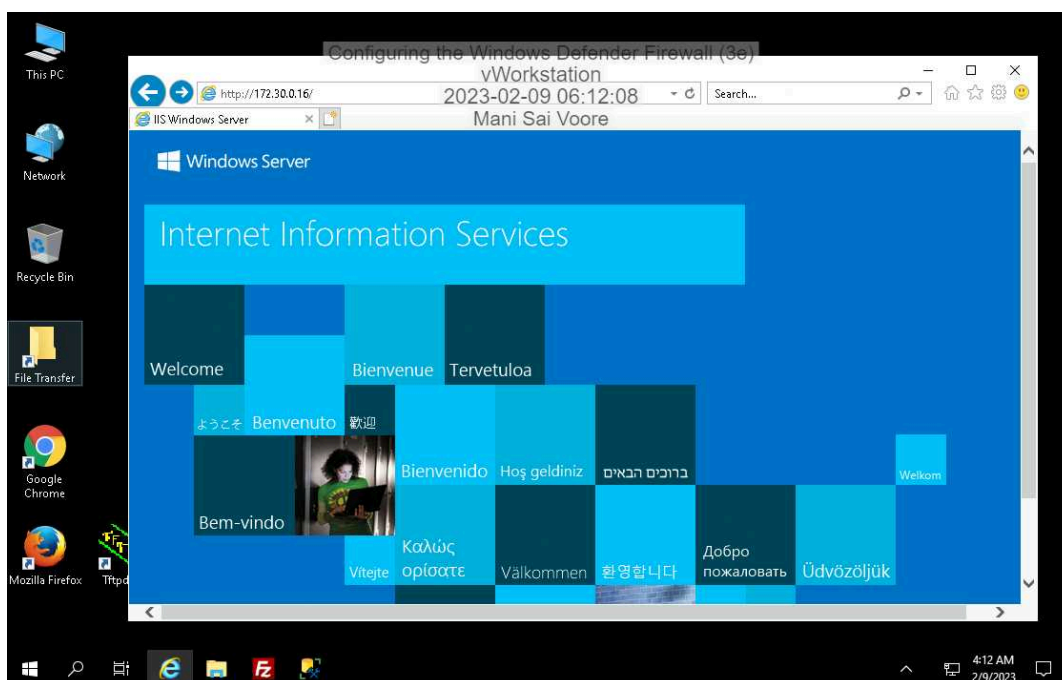 Configuring the Windows Defender Firewall (3e)
vWorkstation
2023-02-09 06:12:08
Mani Sai Voore
This PC
Network
Recycle Bin
File Transfer
Google
Chrome
Mozilla Firefox
Tftpd
http://172.30.0.16/
Search...
IIS Windows Server
Windows Server
Internet Information Services
Welcome
Bienvenue
Tervetuloa
ようこそ
Benvenuto
歡迎
Bienvenido
Hoş geldiniz
ברוכים הבאים
Welkom
Bem-vindo
Vítejte
Καλώς
ορίσατε
Välkommen
환영합니다
Добро
пожаловать
Üdvözöljük
4:12 AM
2/9/2023